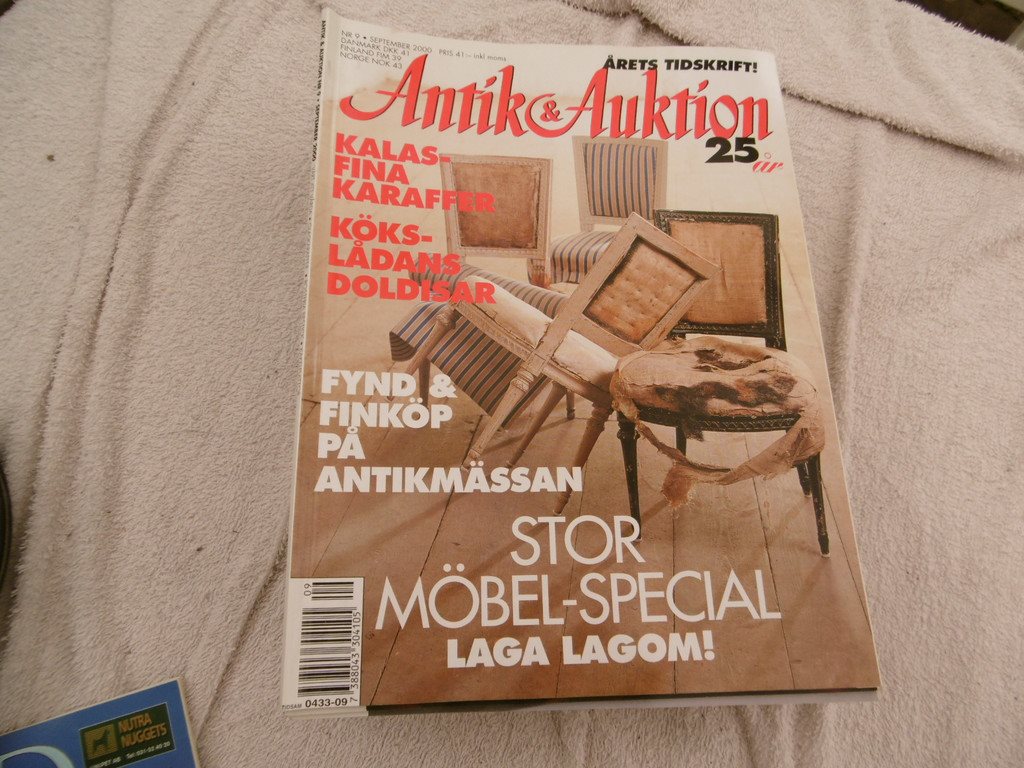 NR 9 • SEPTEMBER 2000 PRIS 41:- inkl moms
DANMARK DKK 41
FINLAND FIM 39
NORGE NOK 43
ÅRETS TIDSKRIFT!
Antik & Auktion
25 år
KALAS-
FINA
KARAFFER
KÖKS-
LÅDANS
DOLDISAR
FYND &
FINKÖP
PÅ
ANTIKMÄSSAN
STOR
MÖBEL-SPECIAL
LAGA LAGOM!
09
7 388043 304105
TIDSAM 0433-09
NUTRA
NUGGETS